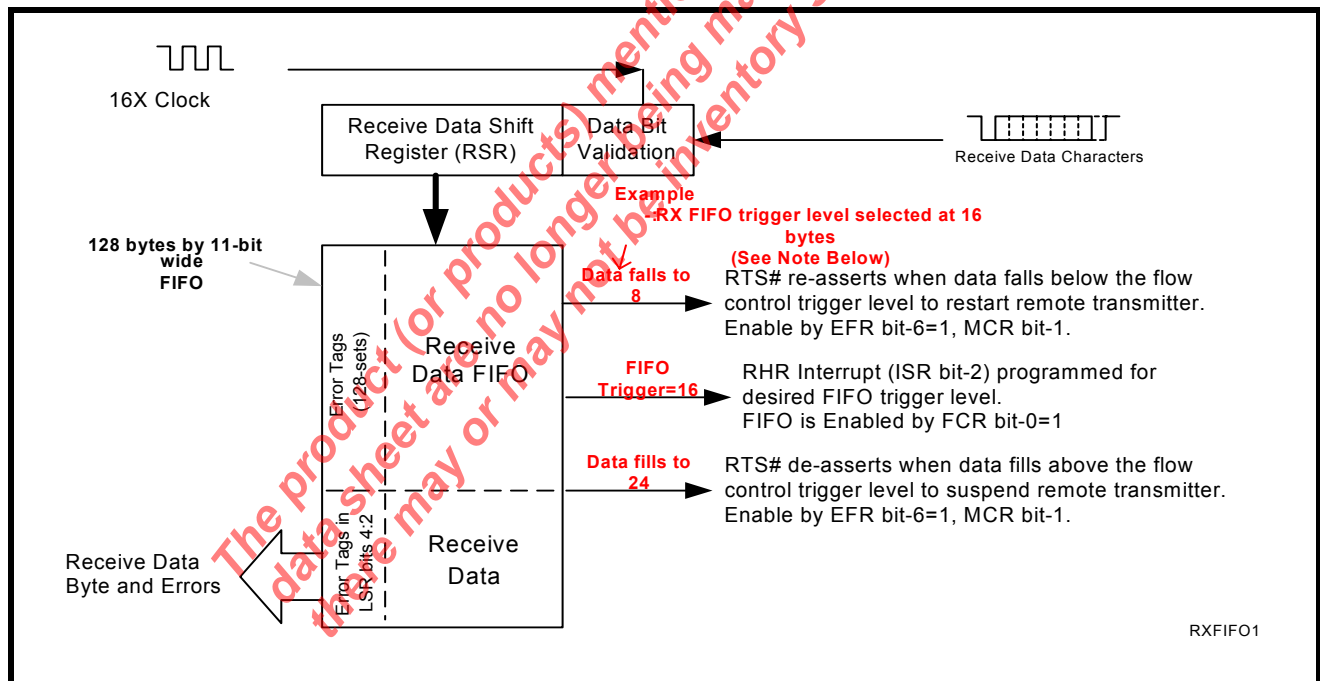 16X Clock
Receive Data Shift
Register (RSR)
Data Bit
Validation
Receive Data Characters
Example
-:RX FIFO trigger level selected at 16
bytes
(See Note Below)
128 bytes by 11-bit
wide
FIFO
Data falls to
8
RTS# re-asserts when data falls below the flow
control trigger level to restart remote transmitter.
Enable by EFR bit-6=1, MCR bit-1.
Error Tags
(128-sets)
Receive
Data FIFO
FIFO
Trigger=16
RHR Interrupt (ISR bit-2) programmed for
desired FIFO trigger level.
FIFO is Enabled by FCR bit-0=1
Data fills to
24
RTS# de-asserts when data fills above the flow
control trigger level to suspend remote transmitter.
Enable by EFR bit-6=1, MCR bit-1.
Error Tags in
LSR bits 4:2
Receive
Data
Receive Data
Byte and Errors
RXFIFO1
The product (or products)
data sheet are no longer being
there may or may not be inventory